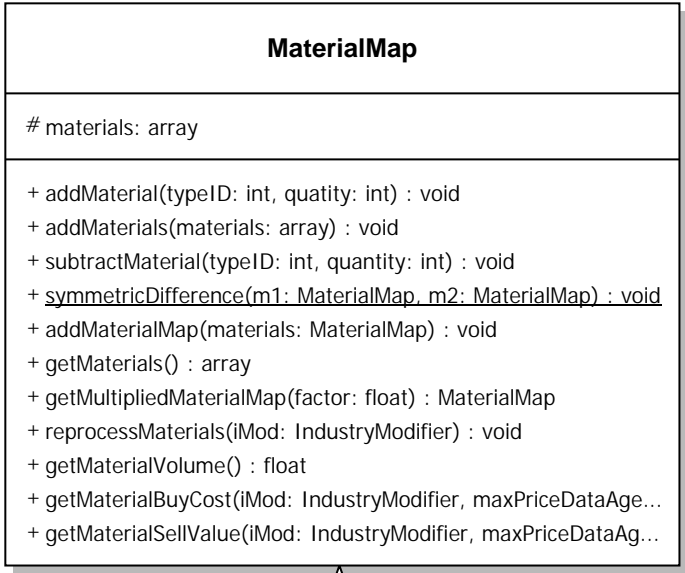 MaterialMap
# materials: array
+ addMaterial(typeID: int, quatity: int) : void
+ addMaterials(materials: array) : void
+ subtractMaterial(typeID: int, quantity: int) : void
+ symmetricDifference(m1: MaterialMap, m2: MaterialMap) : void
+ addMaterialMap(materials: MaterialMap) : void
+ getMaterials() : array
+ getMultipliedMaterialMap(factor: float) : MaterialMap
+ reprocessMaterials(iMod: IndustryModifier) : void
+ getMaterialVolume() : float
+ getMaterialBuyCost(iMod: IndustryModifier, maxPriceDataAge...
+ getMaterialSellValue(iMod: IndustryModifier, maxPriceDataAg...